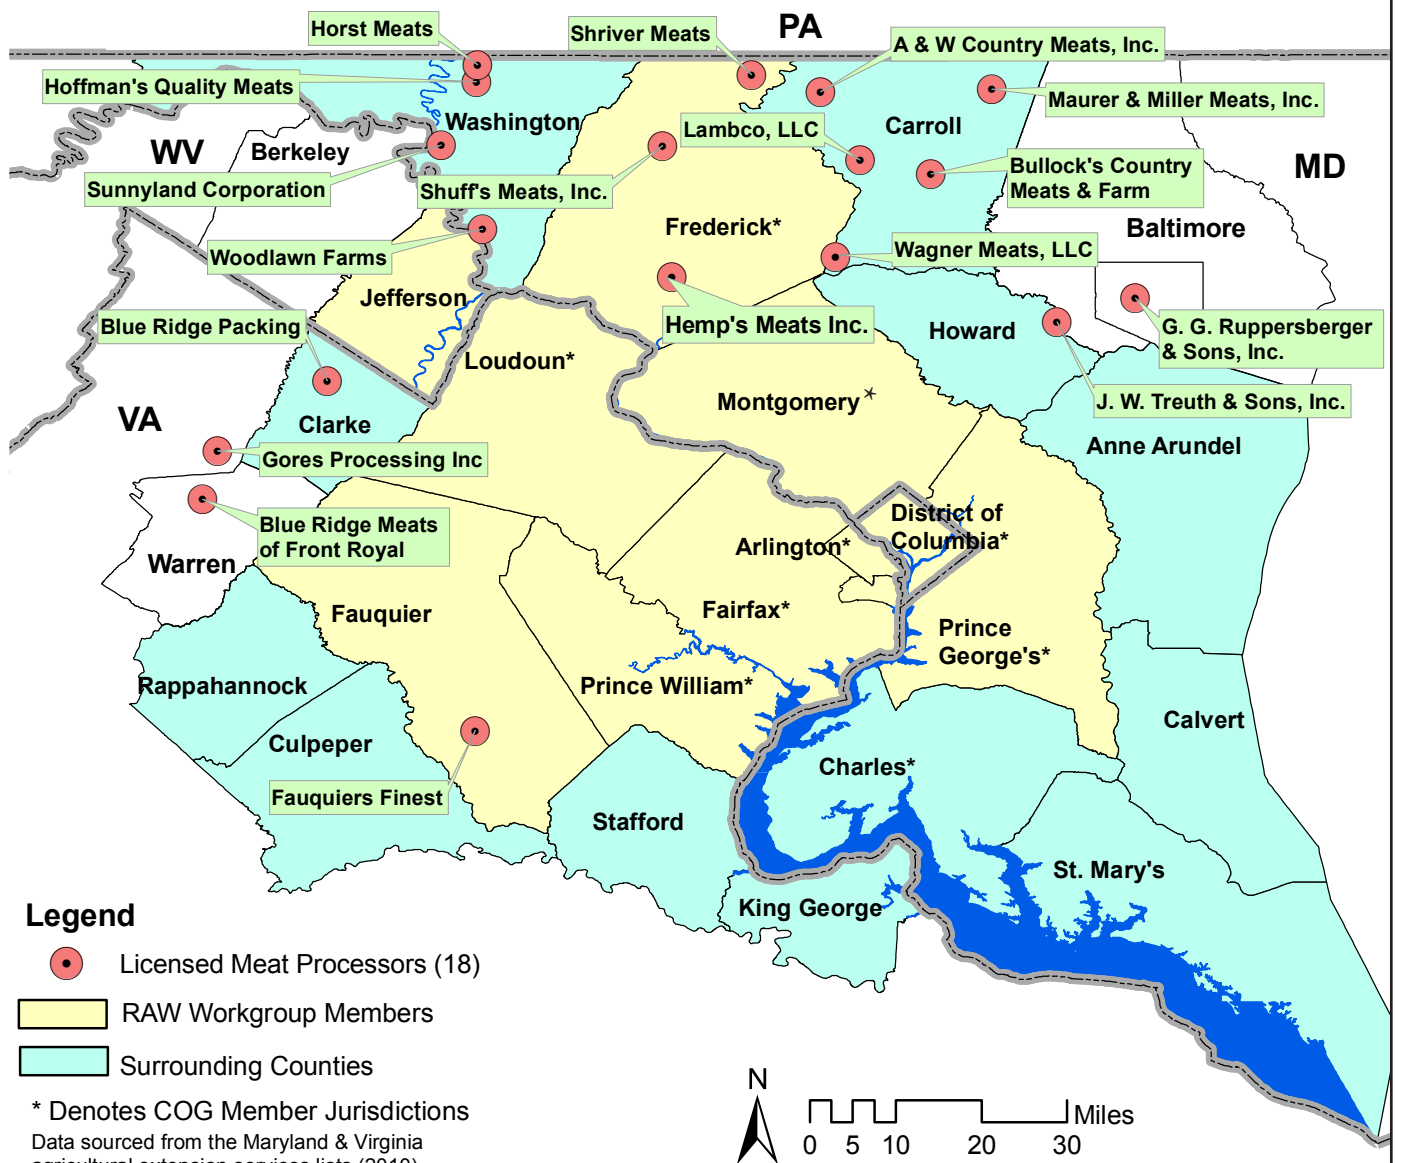 PA
Horst Meats
Shriver Meats
A & W Country Meats, Inc.
Hoffman's Quality Meats
Maurer & Miller Meats, Inc.
Washington
Lambco, LLC
Carroll
WV
Berkeley
Bullock's Country
Meats & Farm
MD
Sunnyland Corporation
Shuff's Meats, Inc.
Frederick*
Baltimore
Woodlawn Farms
Wagner Meats, LLC
Jefferson
Blue Ridge Packing
Hemp's Meats Inc.
Howard
G. G. Ruppersberger
& Sons, Inc.
Loudoun*
Montgomery*
J. W. Treuth & Sons, Inc.
VA
Clarke
Anne Arundel
Gores Processing Inc
Blue Ridge Meats
of Front Royal
District of
Columbia*
Arlington*
Warren
Fauquier
Fairfax*
Prince
George's*
Rappahannock
Prince William*
Calvert
Culpeper
Charles*
Fauquiers Finest
Stafford
St. Mary's
King George
Legend
Licensed Meat Processors (18)
RAW Workgroup Members
Surrounding Counties
* Denotes COG Member Jurisdictions
Data sourced from the Maryland & Virginia
agricultural extension services lists (2010)
N
Miles
0 5 10 20 30